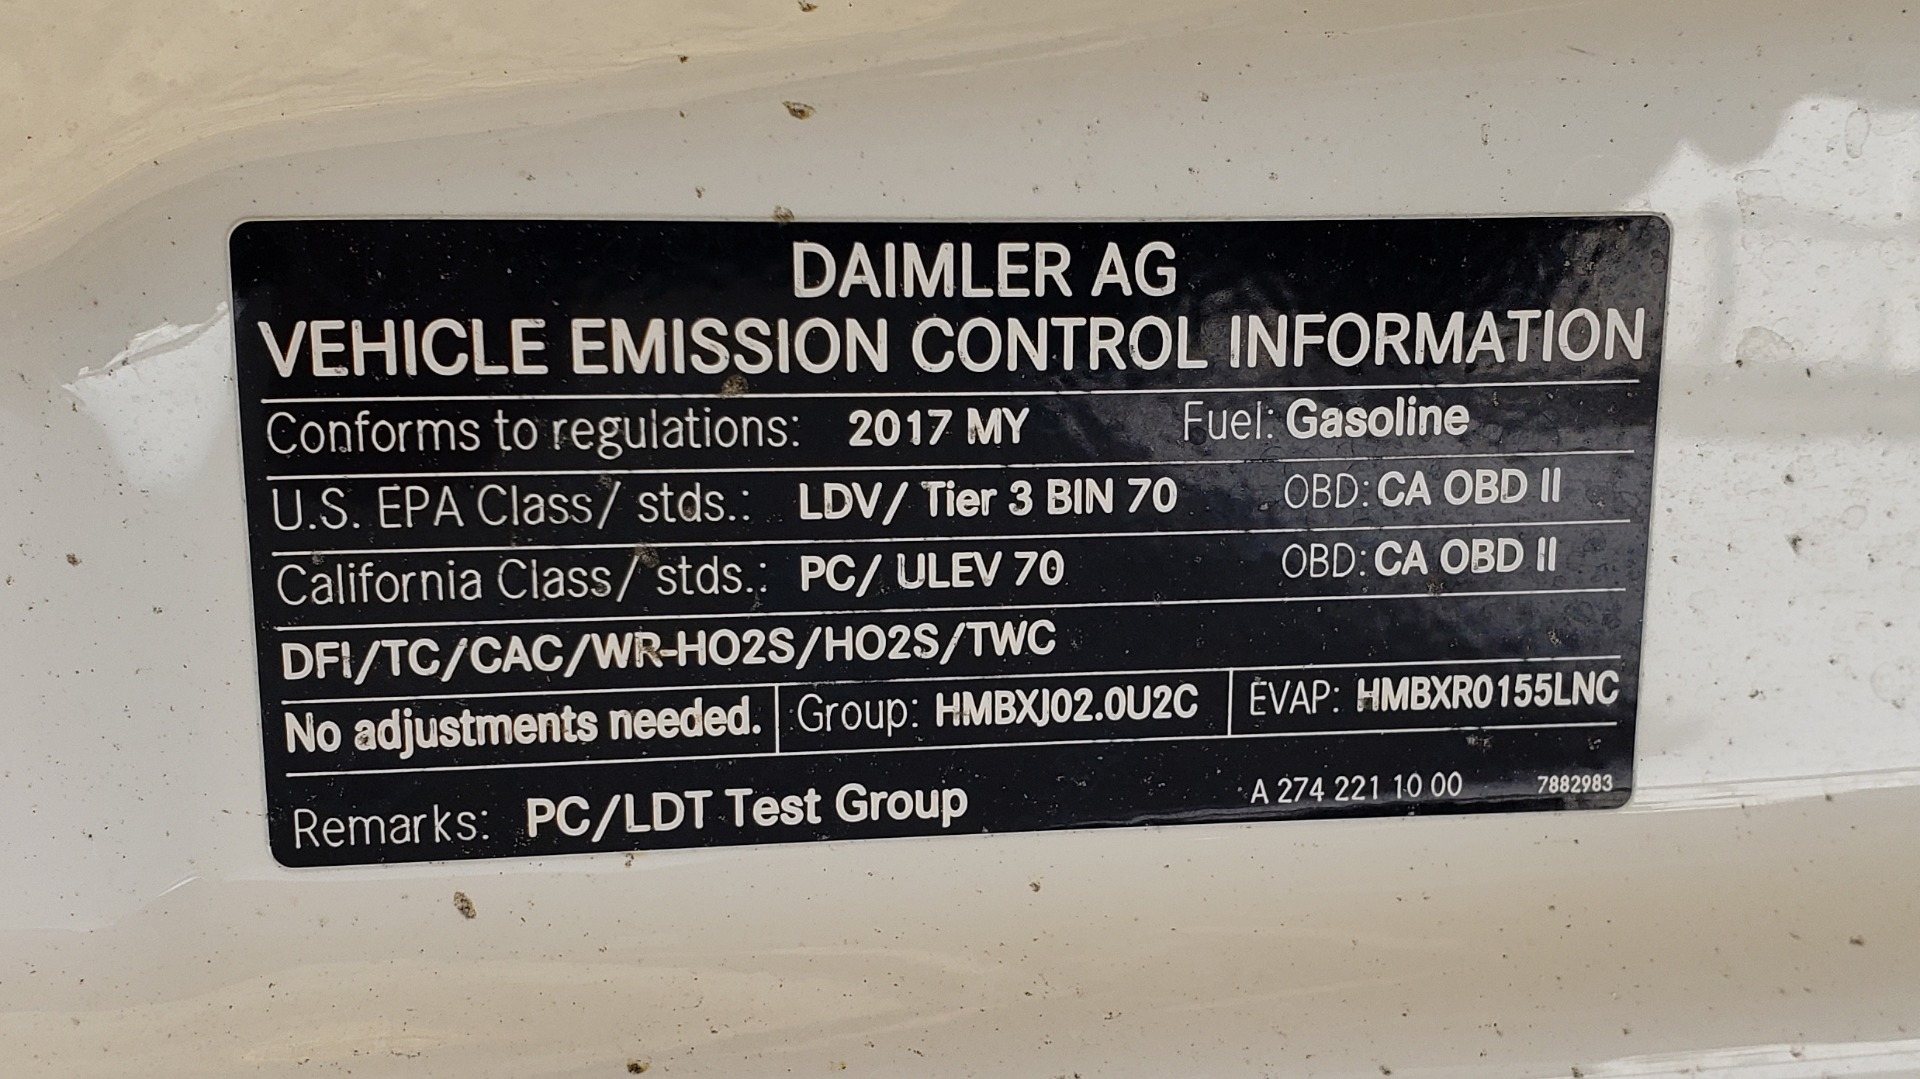 DAIMLER AG
VEHICLE EMISSION CONTROL INFORMATION
Conforms to regulations: 2017 MY Fuel: Gasoline
U.S. EPA Class/ stds.: LDV/ Tier 3 BIN 70 OBD: CA OBD II
California Class/ stds.: PC/ ULEV 70 OBD: CA OBD II
DFI/TC/CAC/WR-HO2S/HO2S/TWC
No adjustments needed. Group: HMBXJ02.0U2C EVAP: HMBXR0155LNC
Remarks: PC/LDT Test Group A 274 221 10 00 7882983